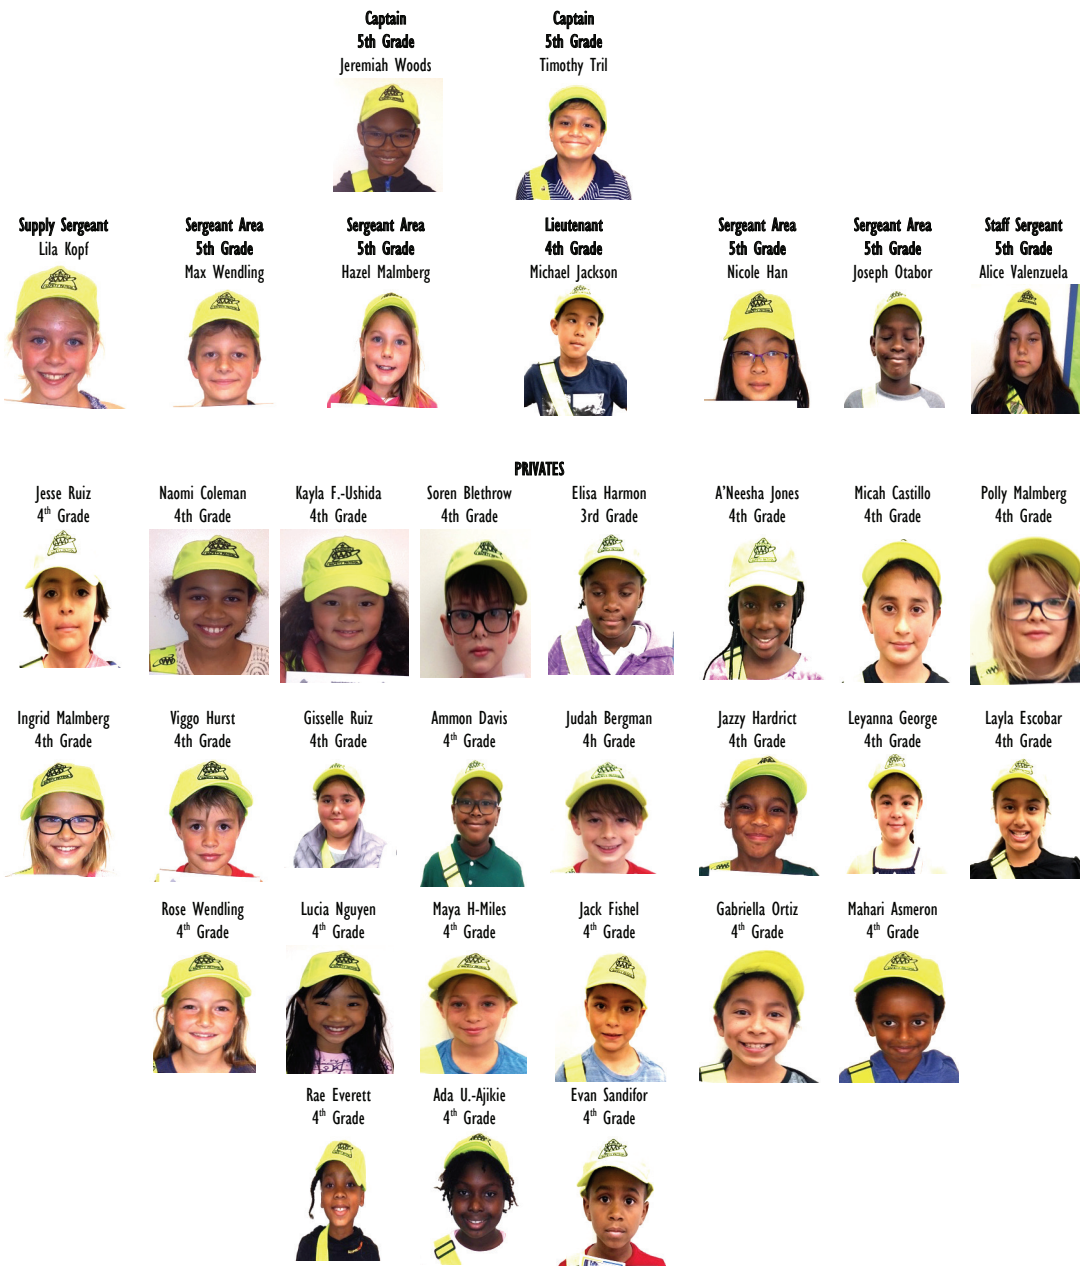 Captain
5th Grade
Jeremiah Woods
Captain
5th Grade
Timothy Tril
Supply Sergeant
Lila Kopf
Sergeant Area
5th Grade
Max Wendling
Sergeant Area
5th Grade
Hazel Malmberg
Lieutenant
4th Grade
Michael Jackson
Sergeant Area
5th Grade
Nicole Han
Sergeant Area
5th Grade
Joseph Otabor
Staff Sergeant
5th Grade
Alice Valenzuela
PRIVATES
Jesse Ruiz
4th Grade
Naomi Coleman
4th Grade
Kayla F.-Ushida
4th Grade
Soren Blethrow
4th Grade
Elisa Harmon
3rd Grade
A'Neesha Jones
4th Grade
Micah Castillo
4th Grade
Polly Malmberg
4th Grade
Ingrid Malmberg
4th Grade
Viggo Hurst
4th Grade
Gisselle Ruiz
4th Grade
Ammon Davis
4th Grade
Judah Bergman
4h Grade
Jazzy Hardrict
4th Grade
Leyanna George
4th Grade
Layla Escobar
4th Grade
Rose Wendling
4th Grade
Lucia Nguyen
4th Grade
Maya H-Miles
4th Grade
Jack Fishel
4th Grade
Gabriella Ortiz
4th Grade
Mahari Asmeron
4th Grade
Rae Everett
4th Grade
Ada U.-Ajikie
4th Grade
Evan Sandifor
4th Grade